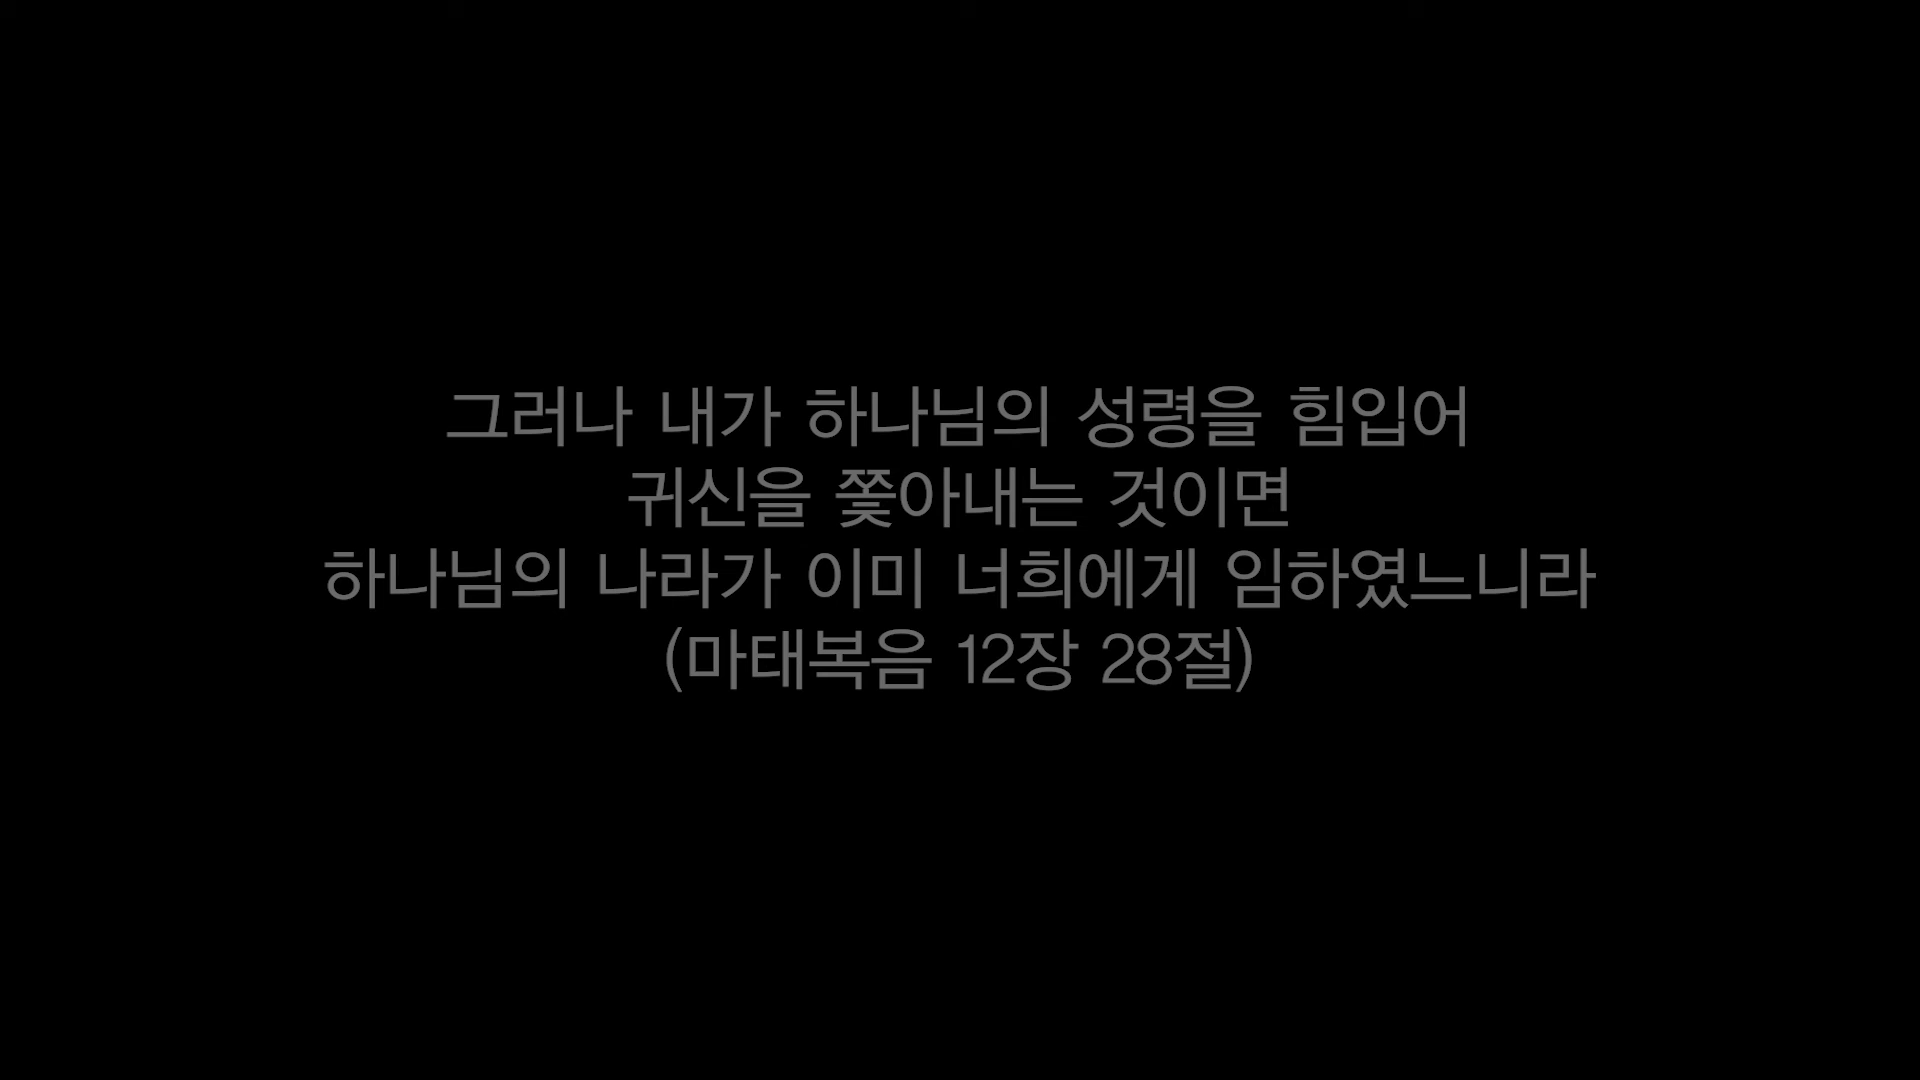 그러나 내가 하나님의 성령을 힘입어
귀신을 쫓아내는 것이면
하나님의 나라가 이미 너희에게 임하였느니라
(마태복음 12장 28절)